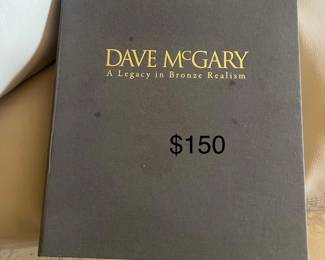 DAVE McGARY
A Legacy in Bronze Realism
$150